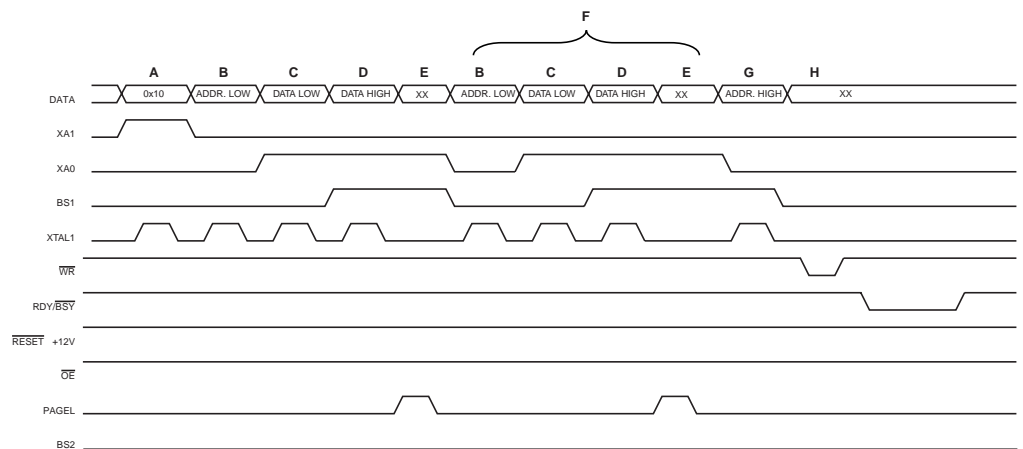 F
A B C D E B C D E G H
DATA 0x10 ADDR. LOW DATA LOW DATA HIGH XX ADDR. LOW DATA LOW DATA HIGH XX ADDR. HIGH XX
XA1
XA0
BS1
XTAL1
WR
RDY/BSY
RESET +12V
OE
PAGEL
BS2